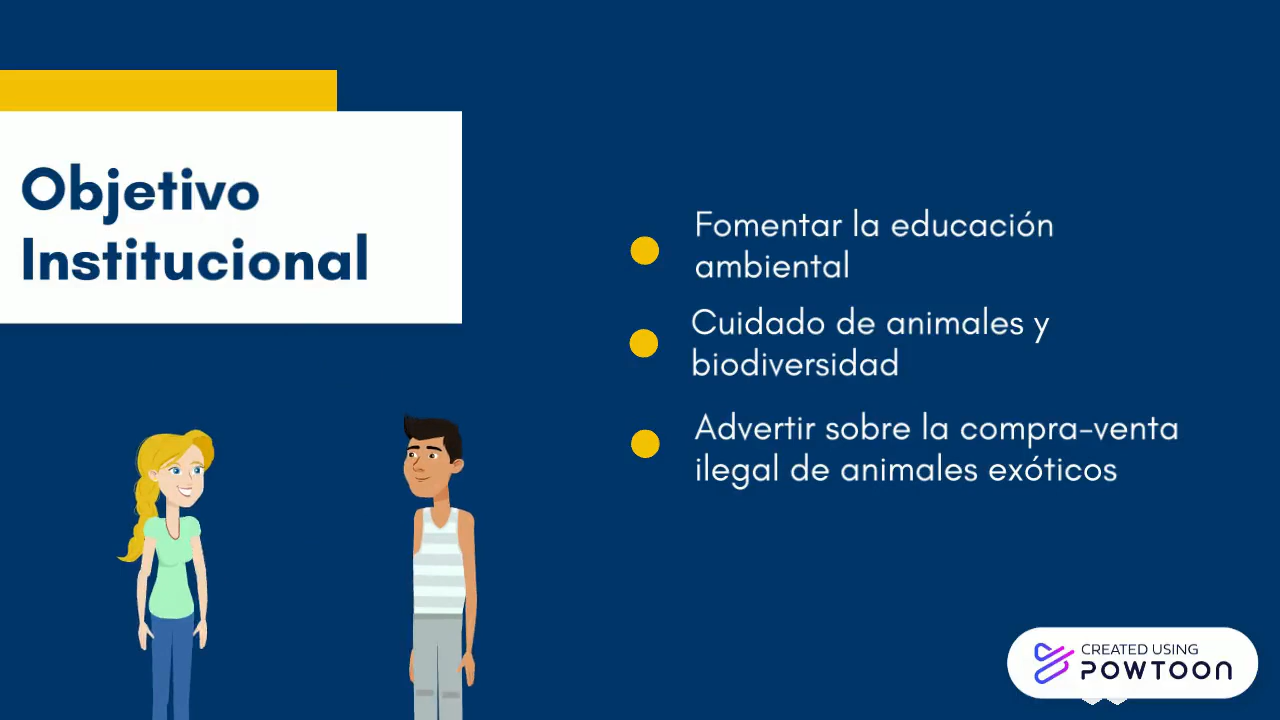 Objetivo
Institucional
Fomentar la educación
ambiental
Cuidado de animales y
biodiversidad
Advertir sobre la compra-venta
ilegal de animales exóticos
CREATED USING
POWTOON